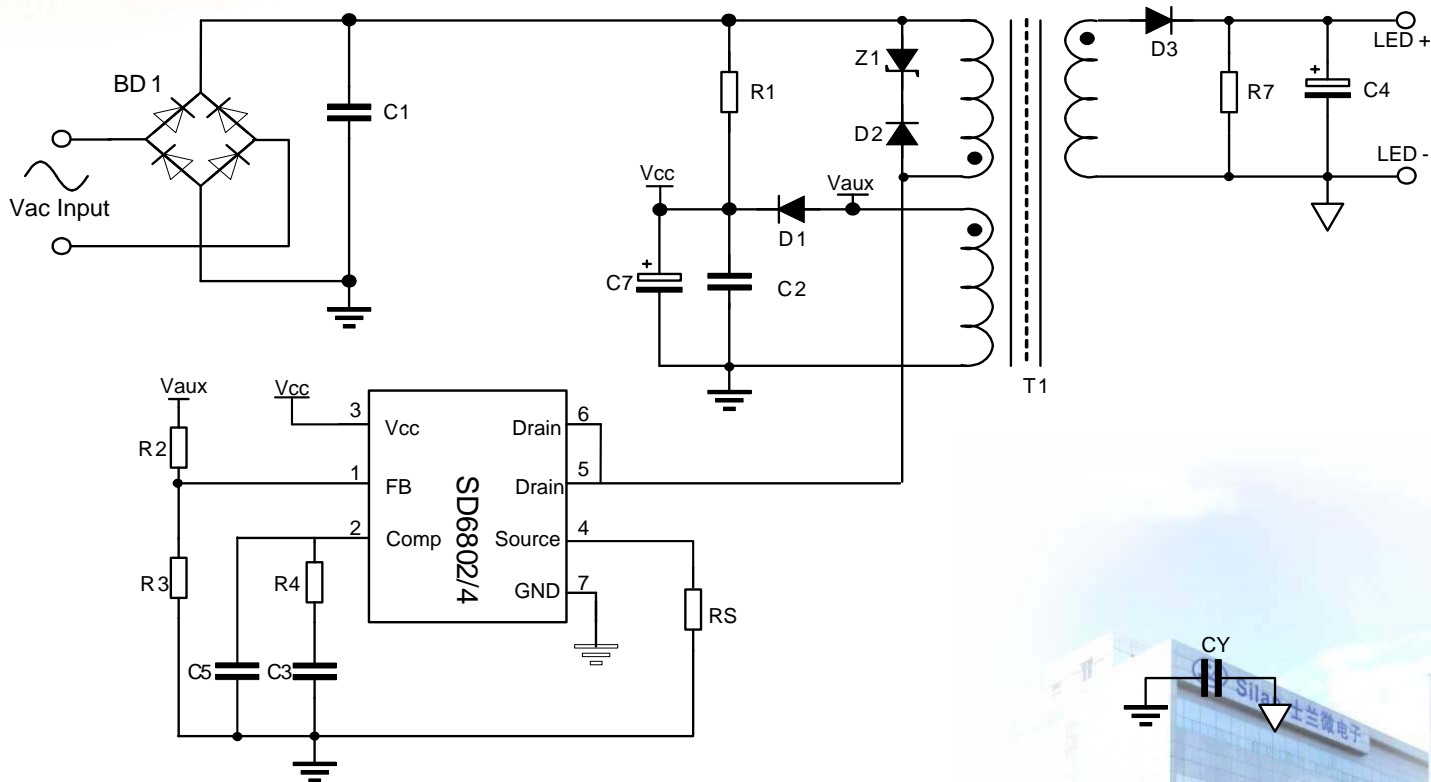 BD1
Vac Input
C1
R1
Z1
D2
D3
R7
+
C4
LED +
LED -
Vcc
Vaux
D1
+
C7
C2
T1
Vaux
Vcc
R2
R3
R4
C5
C3
3
Vcc
1
FB
2
Comp
SD6802/4
6
Drain
5
Drain
4
Source
7
GND
RS
CY
Silan 士兰微电子